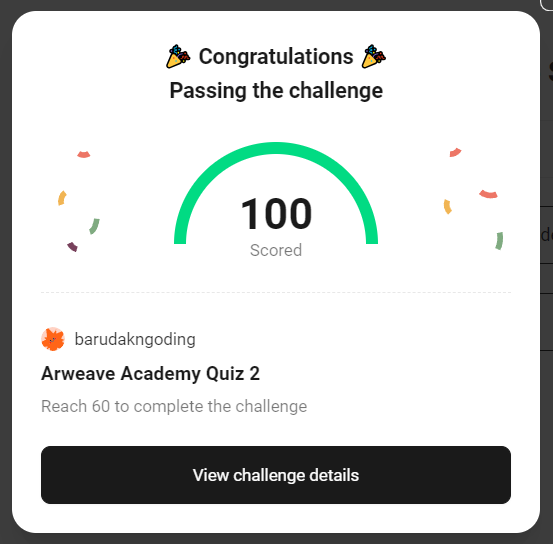 🎉 Congratulations 🎉
Passing the challenge
100
Scored
barudakngoding
Arweave Academy Quiz 2
Reach 60 to complete the challenge
View challenge details